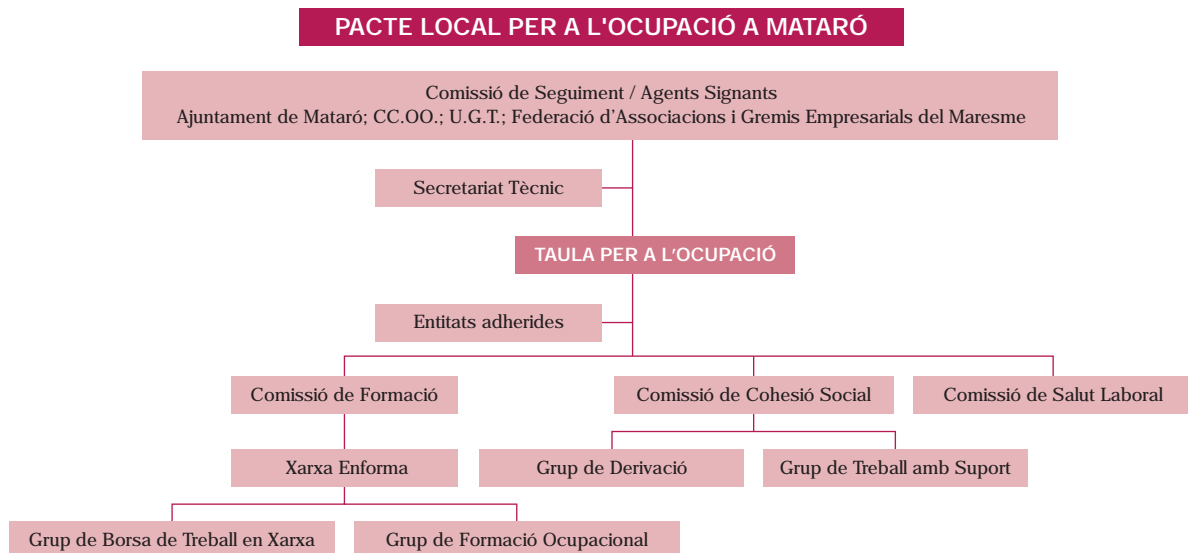 PACTE LOCAL PER A L'OCUPACIÓ A MATARÓ
Comissió de Seguiment / Agents Signants
Ajuntament de Mataró; CC.OO.; U.G.T.; Federació d’Associacions i Gremis Empresarials del Maresme
Secretariat Tècnic
TAULA PER A L’OCUPACIÓ
Entitats adherides
Comissió de Formació
Comissió de Cohesió Social
Comissió de Salut Laboral
Xarxa Enforma
Grup de Derivació
Grup de Treball amb Suport
Grup de Borsa de Treball en Xarxa
Grup de Formació Ocupacional